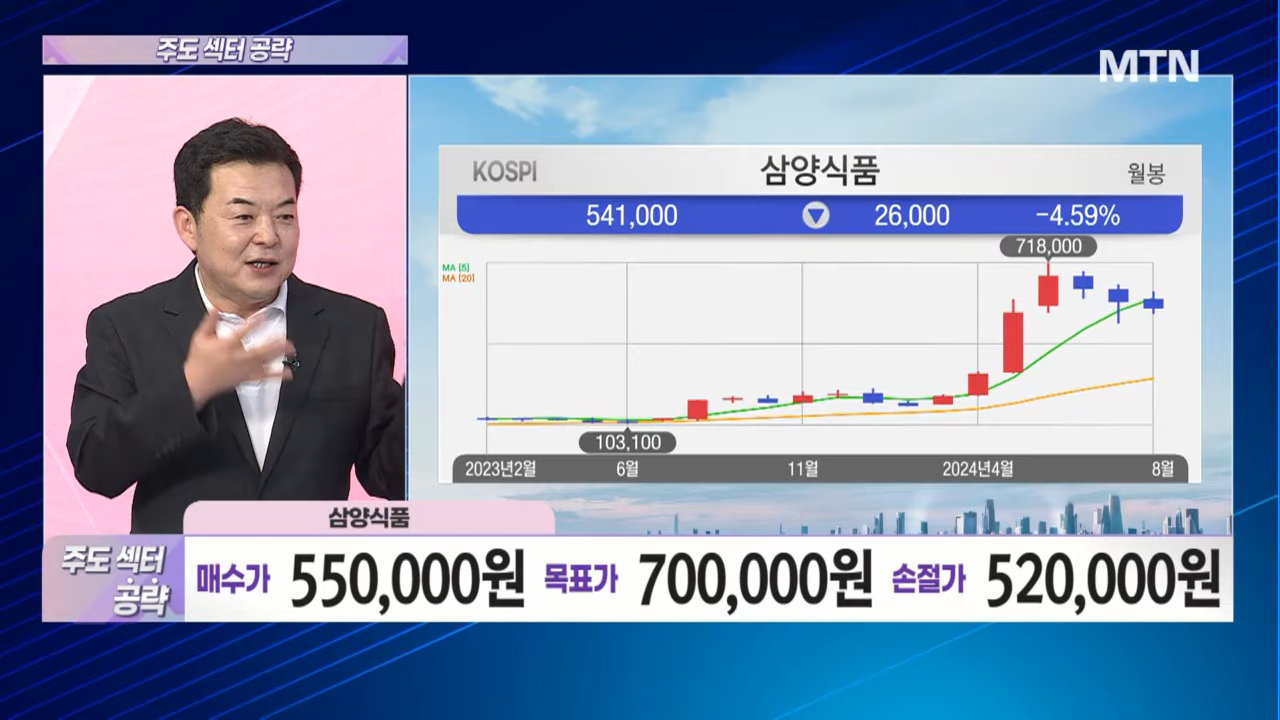 주도 섹터 공략
MTN
KOSPI
삼양식품
월봉
541,000 ▼ 26,000 -4.59%
718,000
MA [5]
MA [20]
103,100
2023년2월 6월 11월 2024년4월 8월
삼양식품
주도 섹터
공략
매수가 550,000원 목표가 700,000원 손절가 520,000원